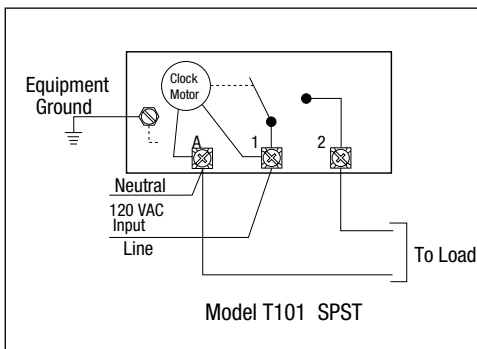 Equipment
Ground
Clock
Motor
A
1
2
Neutral
120 VAC
Input
Line
To Load
Model T101 SPST